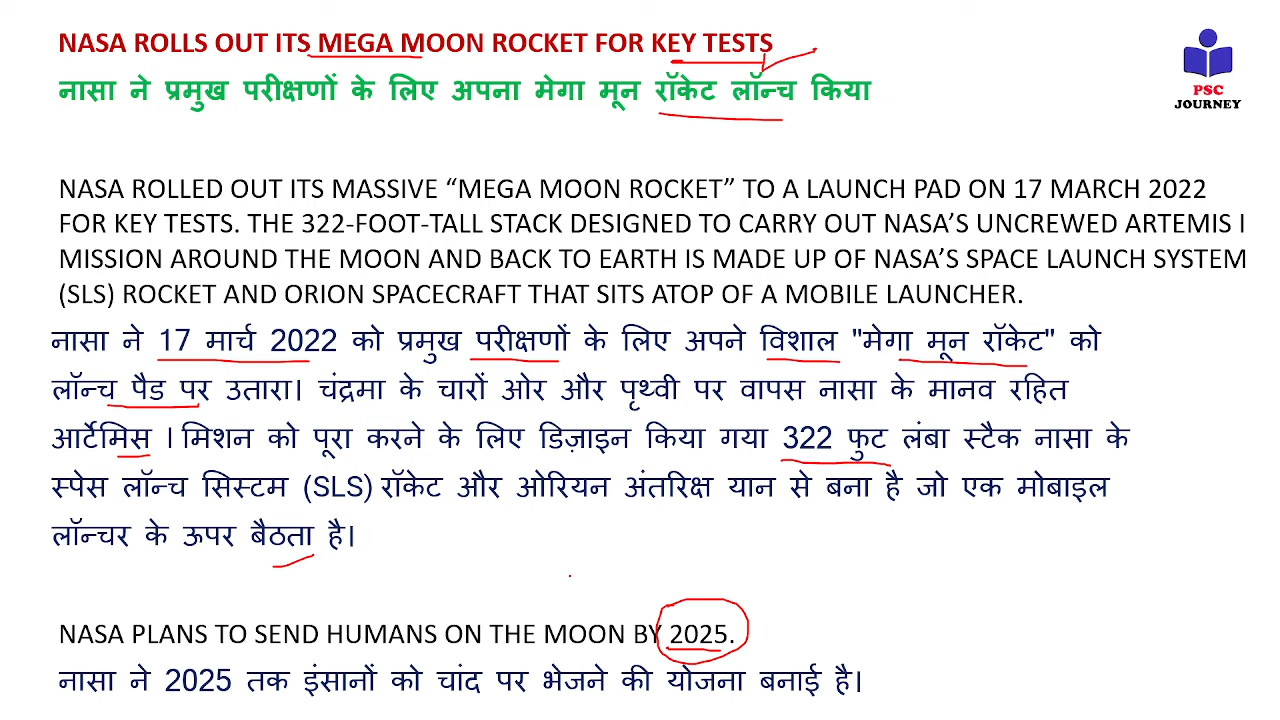 NASA ROLLS OUT ITS MEGA MOON ROCKET FOR KEY TESTS
नासा ने प्रमुख परीक्षणों के लिए अपना मेगा मून रॉकेट लॉन्च किया
PSC
JOURNEY
NASA ROLLED OUT ITS MASSIVE “MEGA MOON ROCKET” TO A LAUNCH PAD ON 17 MARCH 2022
FOR KEY TESTS. THE 322-FOOT-TALL STACK DESIGNED TO CARRY OUT NASA’S UNCREWED ARTEMIS I
MISSION AROUND THE MOON AND BACK TO EARTH IS MADE UP OF NASA’S SPACE LAUNCH SYSTEM
(SLS) ROCKET AND ORION SPACECRAFT THAT SITS ATOP OF A MOBILE LAUNCHER.
नासा ने 17 मार्च 2022 को प्रमुख परीक्षणों के लिए अपने विशाल "मेगा मून रॉकेट" को
लॉन्च पैड पर उतारा। चंद्रमा के चारों ओर और पृथ्वी पर वापस नासा के मानव रहित
आर्टेमिस । मिशन को पूरा करने के लिए डिज़ाइन किया गया 322 फुट लंबा स्टैक नासा के
स्पेस लॉन्च सिस्टम (SLS) रॉकेट और ओरियन अंतरिक्ष यान से बना है जो एक मोबाइल
लॉन्चर के ऊपर बैठता है।
NASA PLANS TO SEND HUMANS ON THE MOON BY 2025.
नासा ने 2025 तक इंसानों को चांद पर भेजने की योजना बनाई है।